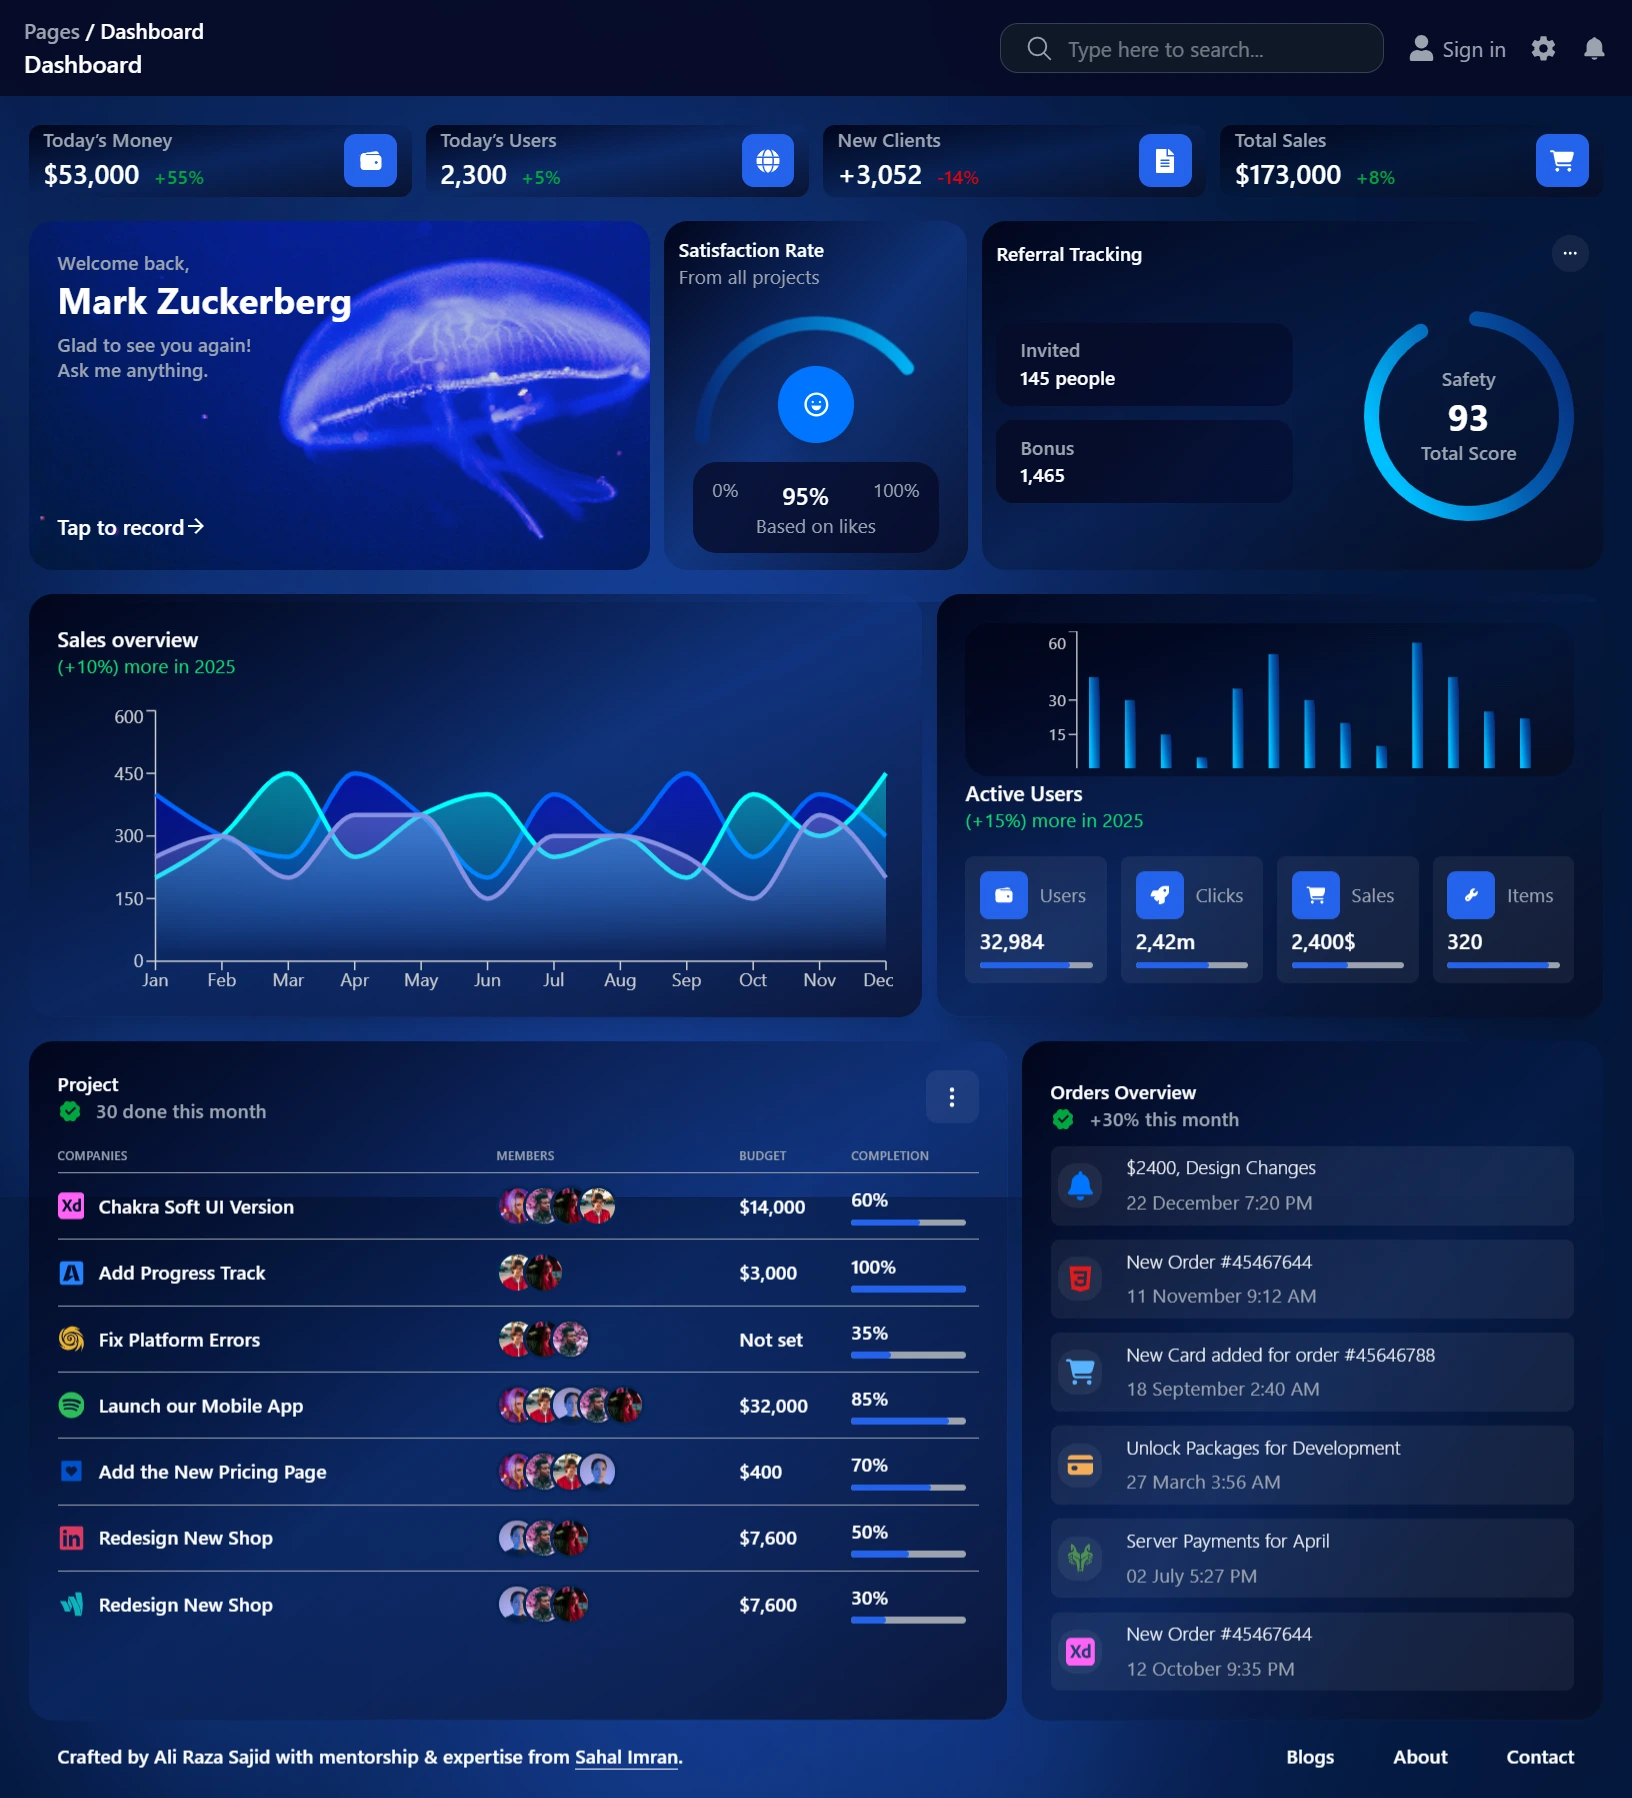 Pages / Dashboard
Dashboard
Type here to search...
Sign in
Today's Money
$53,000 +55%
Today's Users
2,300 +5%
New Clients
+3,052 -14%
Total Sales
$173,000 +8%
Welcome back,
Mark Zuckerberg
Glad to see you again!
Ask me anything.
Tap to record
Satisfaction Rate
From all projects
0% 95% 100%
Based on likes
Referral Tracking
Invited
145 people
Bonus
1,465
Safety
93
Total Score
Sales overview
(+10%) more in 2025
600
450
300
150
0
Jan Feb Mar Apr May Jun Jul Aug Sep Oct Nov Dec
60
30
15
Active Users
(+15%) more in 2025
Users
32,984
Clicks
2,42m
Sales
2,400$
Items
320
Project
30 done this month
COMPANIES MEMBERS BUDGET COMPLETION
Xd Chakra Soft UI Version $14,000 60%
Add Progress Track $3,000 100%
Fix Platform Errors Not set 35%
Launch our Mobile App $32,000 85%
Add the New Pricing Page $400 70%
in Redesign New Shop $7,600 50%
Redesign New Shop $7,600 30%
Orders Overview
+30% this month
$2400, Design Changes
22 December 7:20 PM
New Order #45467644
11 November 9:12 AM
New Card added for order #45646788
18 September 2:40 AM
Unlock Packages for Development
27 March 3:56 AM
Server Payments for April
02 July 5:27 PM
Xd
New Order #45467644
12 October 9:35 PM
Crafted by Ali Raza Sajid with mentorship & expertise from Sahal Imran.
Blogs About Contact